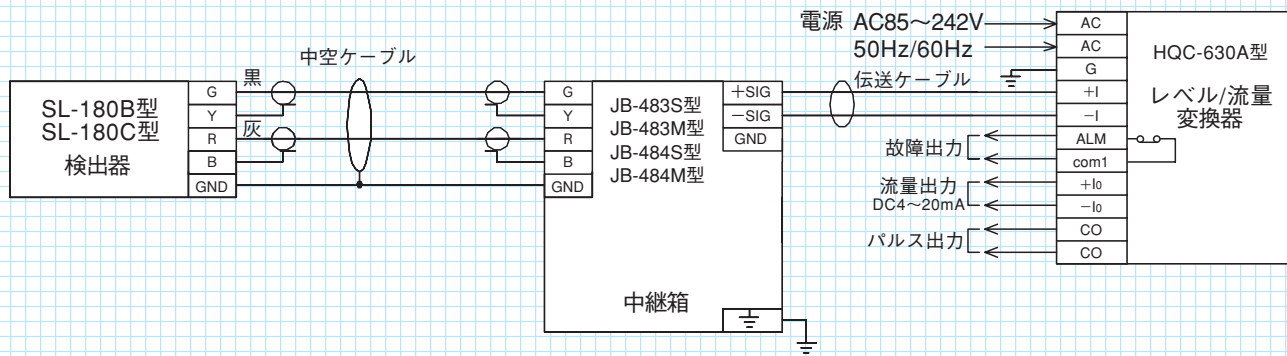 SL-180B型
SL-180C型
検出器
G
Y
R
B
GND
黒
灰
中空ケーブル
G
Y
R
B
GND
JB-483S型
JB-483M型
JB-484S型
JB-484M型
中継箱
+SIG
−SIG
GND
伝送ケーブル
電源 AC85〜242V
50Hz/60Hz
故障出力
流量出力
DC4〜20mA
パルス出力
AC
AC
G
+I
−I
ALM
com1
+I0
−I0
CO
CO
HQC-630A型
レベル/流量
変換器